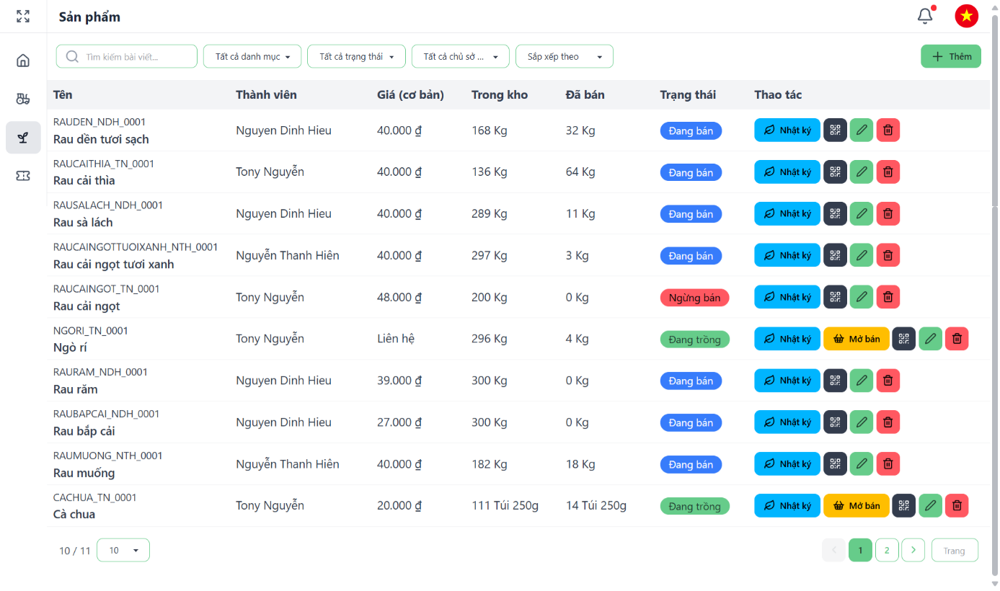 Sản phẩm
Tìm kiếm bài viết...
Tất cả danh mục
Tất cả trạng thái
Tất cả chủ sở ...
Sắp xếp theo
Thêm
Tên Thành viên Giá (cơ bản) Trong kho Đã bán Trạng thái Thao tác
RAUDEN_NDH_0001
Rau dền tươi sạch Nguyen Dinh Hieu 40.000 ₫ 168 Kg 32 Kg Đang bán Nhật ký
RAUCAITHIA_TN_0001
Rau cải thìa Tony Nguyễn 40.000 ₫ 136 Kg 64 Kg Đang bán Nhật ký
RAUSALACH_NDH_0001
Rau sà lách Nguyen Dinh Hieu 40.000 ₫ 289 Kg 11 Kg Đang bán Nhật ký
RAUCAINGOTTUOIXANH_NTH_0001
Rau cải ngọt tươi xanh Nguyễn Thanh Hiên 40.000 ₫ 297 Kg 3 Kg Đang bán Nhật ký
RAUCAINGOT_TN_0001
Rau cải ngọt Tony Nguyễn 48.000 ₫ 200 Kg 0 Kg Ngừng bán Nhật ký
NGORI_TN_0001
Ngò rí Tony Nguyễn Liên hệ 296 Kg 4 Kg Đang trồng Nhật ký Mở bán
RAURAM_NDH_0001
Rau răm Nguyen Dinh Hieu 39.000 ₫ 300 Kg 0 Kg Đang bán Nhật ký
RAUBAPCAI_NDH_0001
Rau bắp cải Nguyen Dinh Hieu 27.000 ₫ 300 Kg 0 Kg Đang bán Nhật ký
RAUMUONG_NTH_0001
Rau muống Nguyễn Thanh Hiên 40.000 ₫ 182 Kg 18 Kg Đang bán Nhật ký
CACHUA_TN_0001
Cà chua Tony Nguyễn 20.000 ₫ 111 Túi 250g 14 Túi 250g Đang trồng Nhật ký Mở bán
10 / 11 10 1 2 Trang